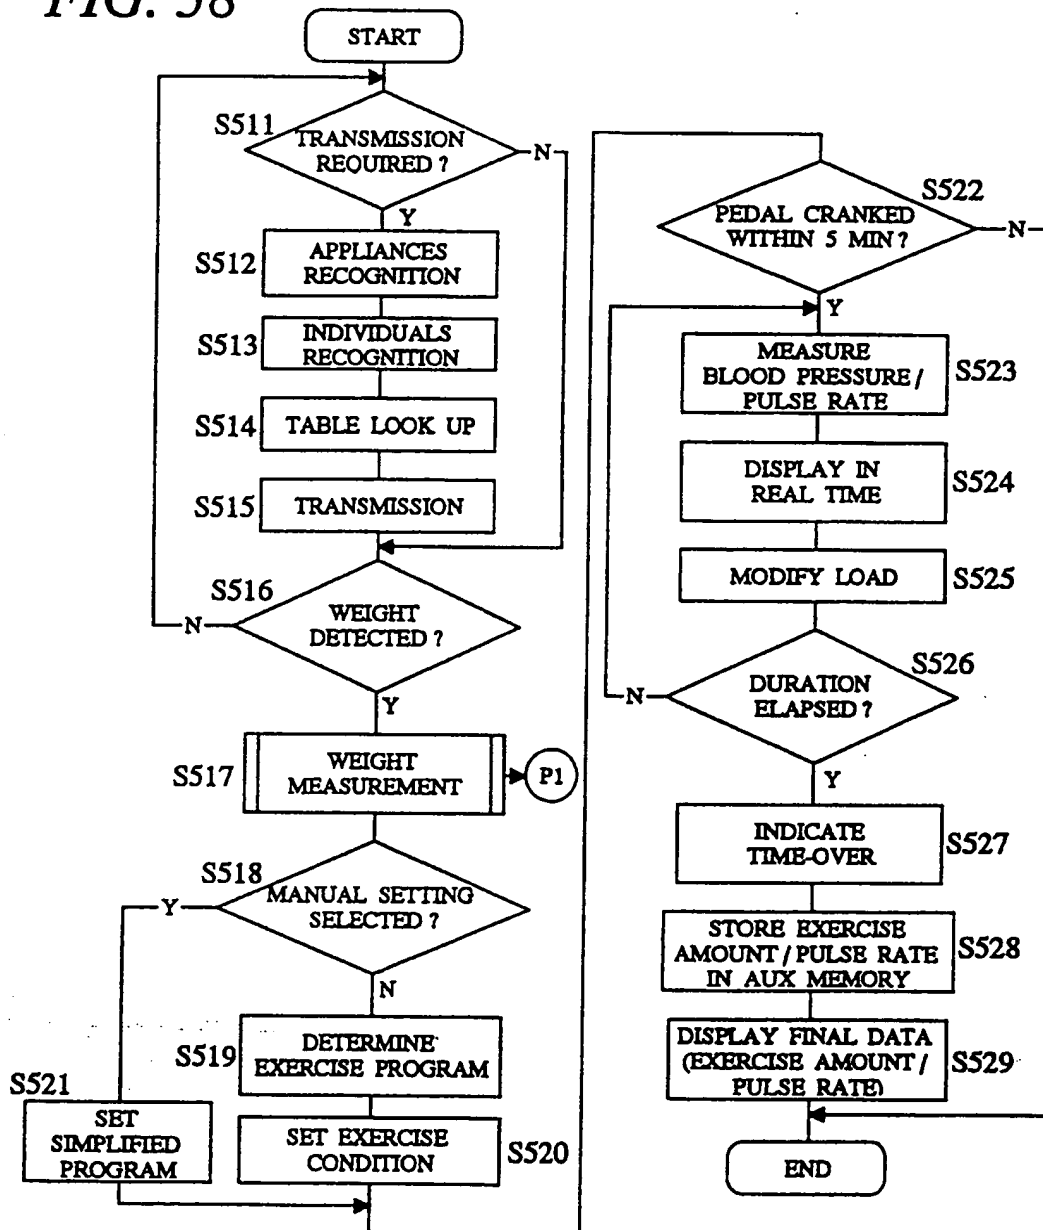 FIG. 38
START
S511
TRANSMISSION
REQUIRED ?
N
Y
S512
APPLIANCES
RECOGNITION
S513
INDIVIDUALS
RECOGNITION
S514
TABLE LOOK UP
S515
TRANSMISSION
S516
WEIGHT
DETECTED ?
N
Y
S517
WEIGHT
MEASUREMENT
P1
S518
MANUAL SETTING
SELECTED ?
Y
N
S519
DETERMINE
EXERCISE PROGRAM
S521
SET
SIMPLIFIED
PROGRAM
SET EXERCISE
CONDITION
S520
S522
PEDAL CRANKED
WITHIN 5 MIN ?
N
Y
MEASURE
BLOOD PRESSURE /
PULSE RATE
S523
DISPLAY IN
REAL TIME
S524
MODIFY LOAD
S525
S526
DURATION
ELAPSED ?
N
Y
INDICATE
TIME-OVER
S527
STORE EXERCISE
AMOUNT / PULSE RATE
IN AUX MEMORY
S528
DISPLAY FINAL DATA
(EXERCISE AMOUNT /
PULSE RATE)
S529
END